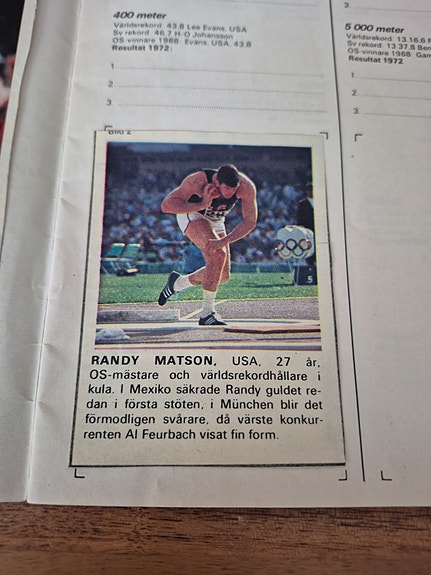 400 meter
Världsrekord 43,8 Lee Evans, USA
Sv rekord 46,7 H-O Johansson
OS-vinnare 1968 Evans, USA, 43,8
Resultat 1972:
1.
2.
3.
5 000 meter
Världsrekord 13.16,6
Sv rekord 13.37,8 Ber
OS-vinnare 1968
Resultat 1972
1.
2.
3.
Bild 2
5
RANDY MATSON, USA, 27 år,
OS-mästare och världsrekordhållare i
kula. I Mexiko säkrade Randy guldet re-
dan i första stöten, i München blir det
förmodligen svårare, då värste konkur-
renten Al Feurbach visat fin form.